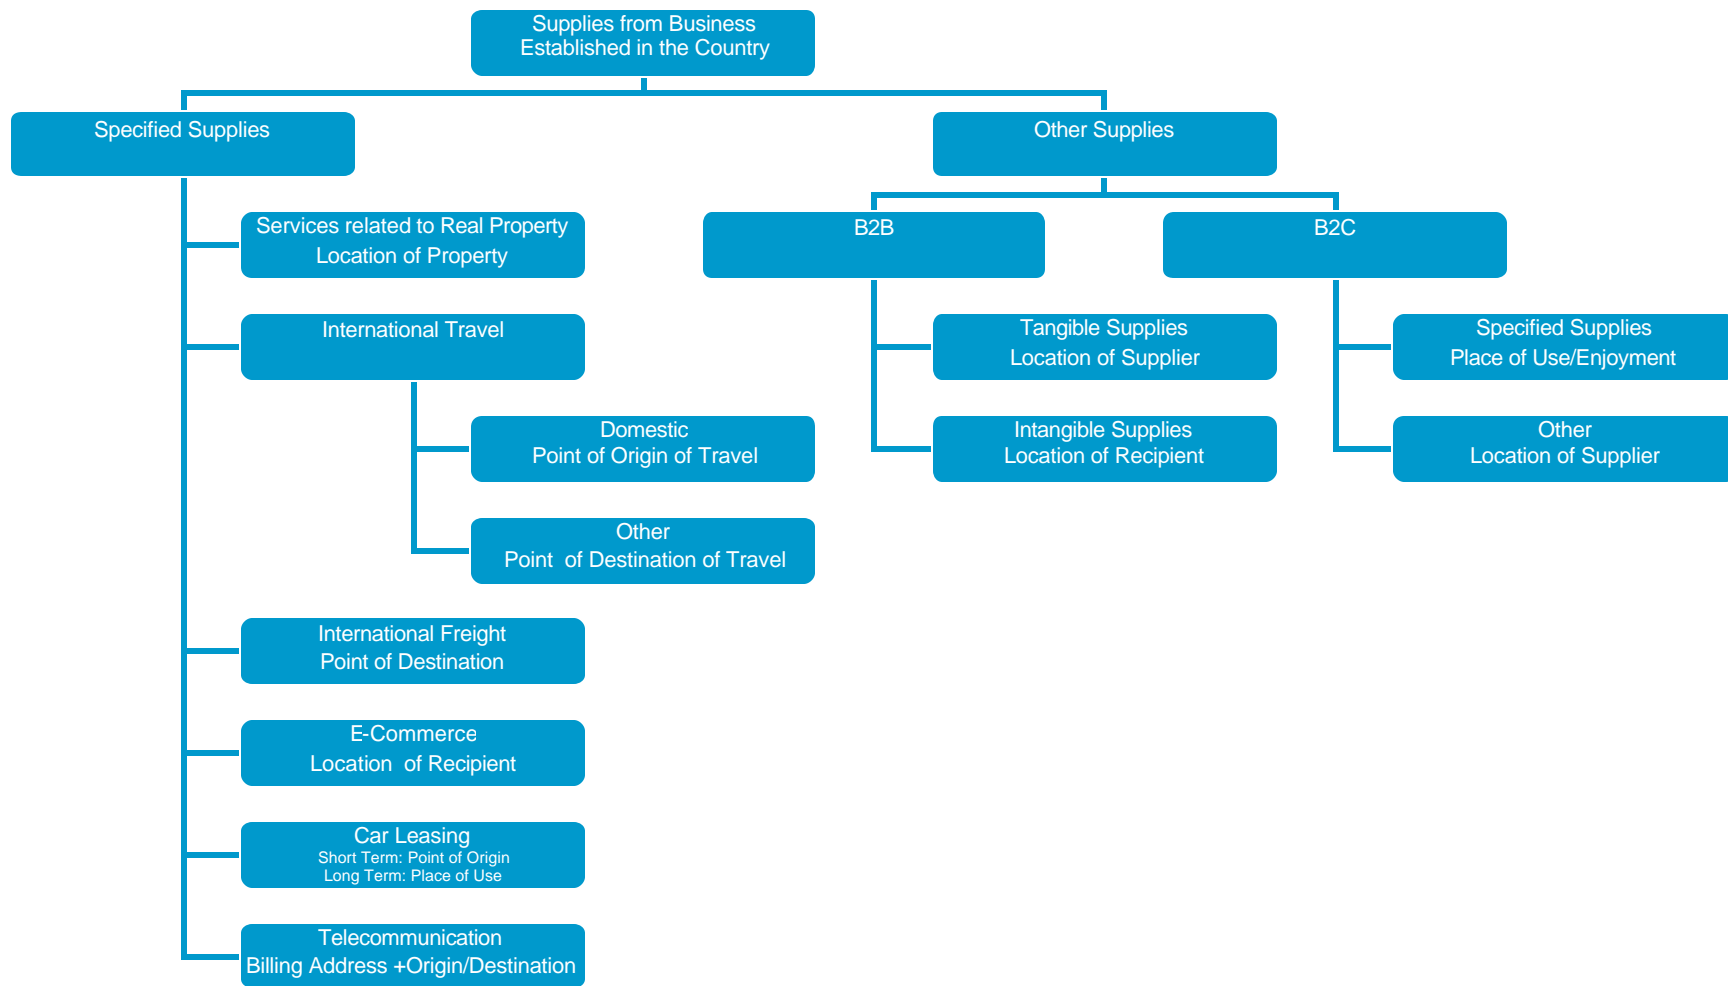 Supplies from Business
Established in the Country
Specified Supplies
Other Supplies
Services related to Real Property
Location of Property
B2B
B2C
International Travel
Tangible Supplies
Location of Supplier
Specified Supplies
Place of Use/Enjoyment
Domestic
Point of Origin of Travel
Intangible Supplies
Location of Recipient
Other
Location of Supplier
Other
Point of Destination of Travel
International Freight
Point of Destination
E-Commerce
Location of Recipient
Car Leasing
Short Term: Point of Origin
Long Term: Place of Use
Telecommunication
Billing Address +Origin/Destination